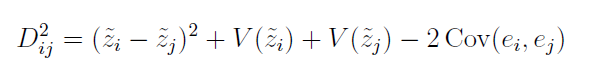 $D_{ij}^2 = (\tilde{z}_i - \tilde{z}_j)^2 + V(\tilde{z}_i) + V(\tilde{z}_j) - 2\,\mathrm{Cov}(e_i, e_j)$